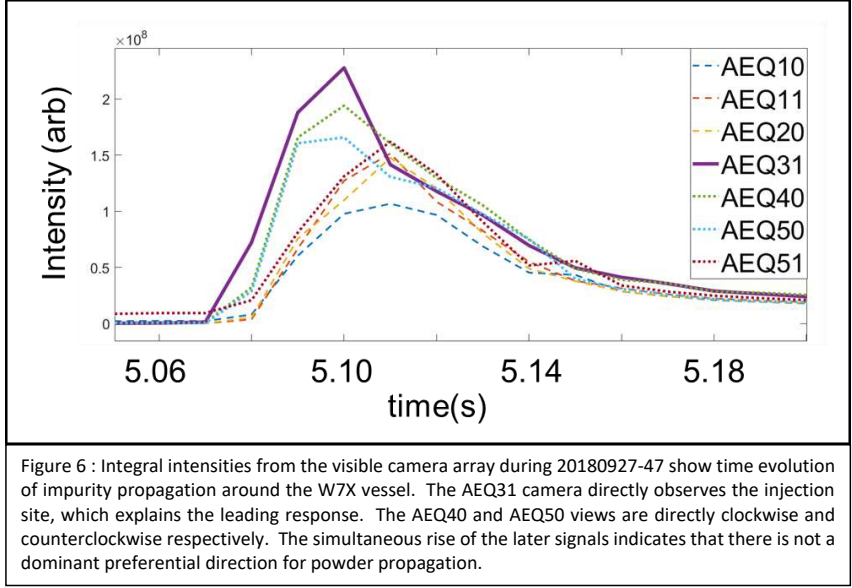 ×10⁸
2
1.5
1
0.5
0
Intensity (arb)
AEQ10
AEQ11
AEQ20
AEQ31
AEQ40
AEQ50
AEQ51
5.06 5.10 5.14 5.18
time(s)
Figure 6 : Integral intensities from the visible camera array during 20180927-47 show time evolution
of impurity propagation around the W7X vessel. The AEQ31 camera directly observes the injection
site, which explains the leading response. The AEQ40 and AEQ50 views are directly clockwise and
counterclockwise respectively. The simultaneous rise of the later signals indicates that there is not a
dominant preferential direction for powder propagation.